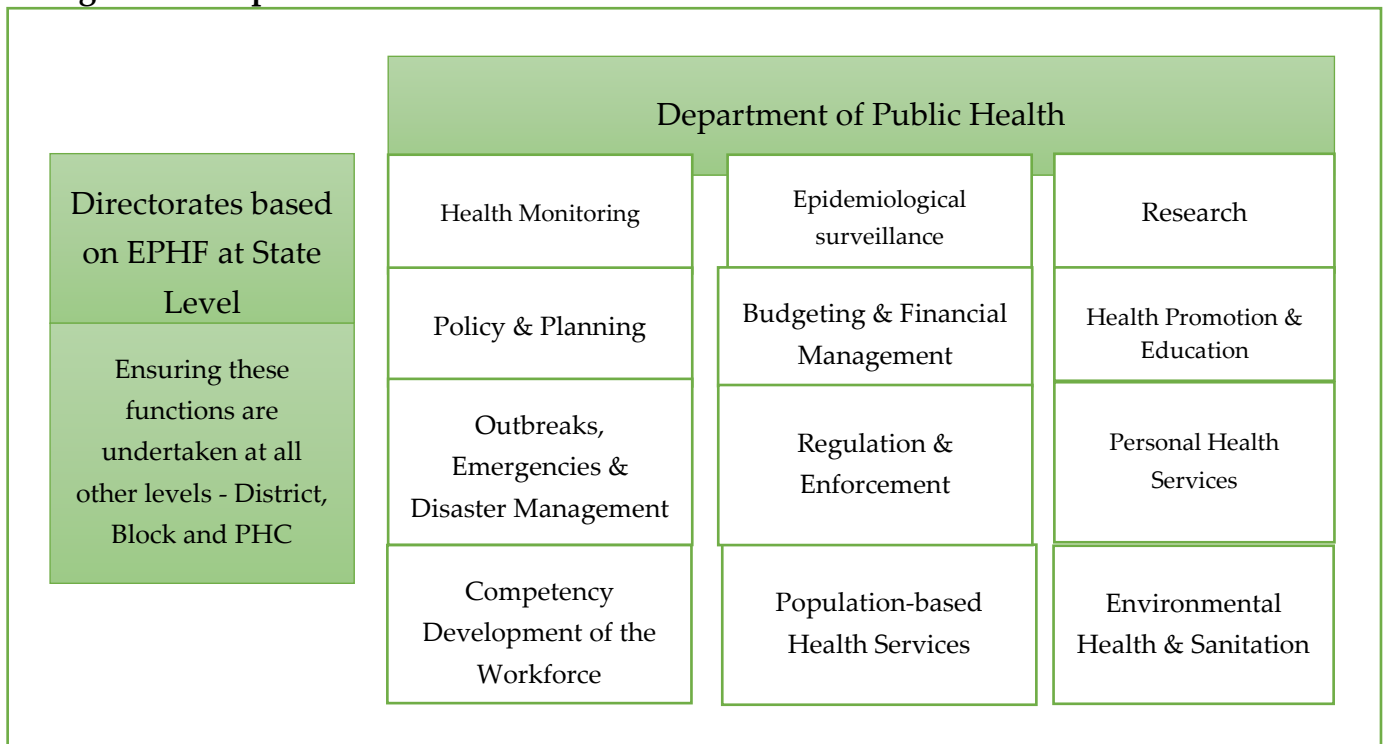 Department of Public Health
Directorates based
on EPHF at State
Level
Ensuring these
functions are
undertaken at all
other levels - District,
Block and PHC
Health Monitoring
Epidemiological
surveillance
Research
Policy & Planning
Budgeting & Financial
Management
Health Promotion &
Education
Outbreaks,
Emergencies &
Disaster Management
Regulation &
Enforcement
Personal Health
Services
Competency
Development of the
Workforce
Population-based
Health Services
Environmental
Health & Sanitation